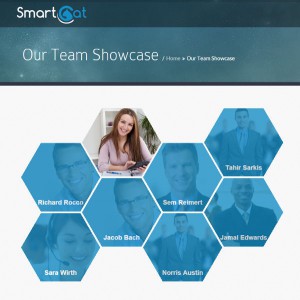 SmartCat
Our Team Showcase / Home » Our Team Showcase
Tahir Sarkis
Richard Rocoo
Sem Reimert
Jacob Bach
Jamal Edwards
Sara Wirth
Norris Austin